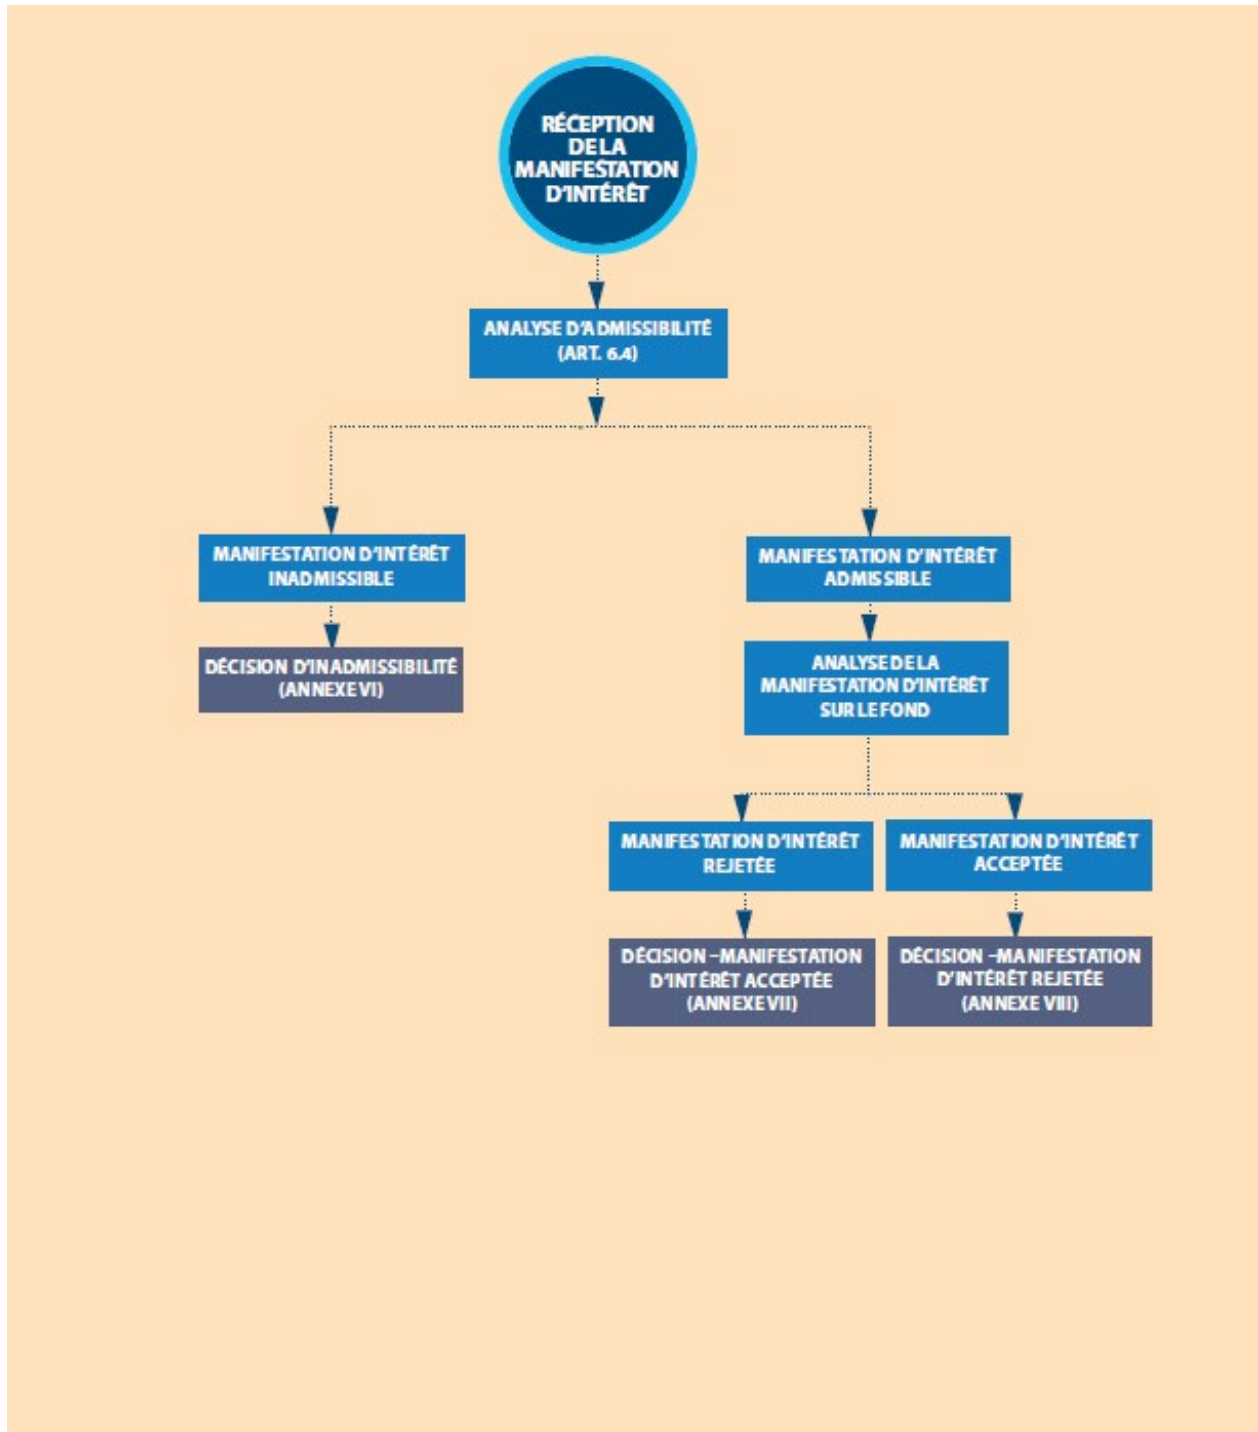 RÉCEPTION
DE LA
MANIFESTATION
D'INTÉRÊT
ANALYSE D'ADMISSIBILITÉ
(ART. 6.4)
MANIFESTATION D'INTÉRÊT
INADMISSIBLE
DÉCISION D'INADMISSIBILITÉ
(ANNEXE VI)
MANIFESTATION D'INTÉRÊT
ADMISSIBLE
ANALYSE DE LA
MANIFESTATION D'INTÉRÊT
SUR LE FOND
MANIFESTATION D'INTÉRÊT
REJETÉE
DÉCISION –MANIFESTATION
D'INTÉRÊT ACCEPTÉE
(ANNEXE VII)
MANIFESTATION D'INTÉRÊT
ACCEPTÉE
DÉCISION –MANIFESTATION
D'INTÉRÊT REJETÉE
(ANNEXE VIII)